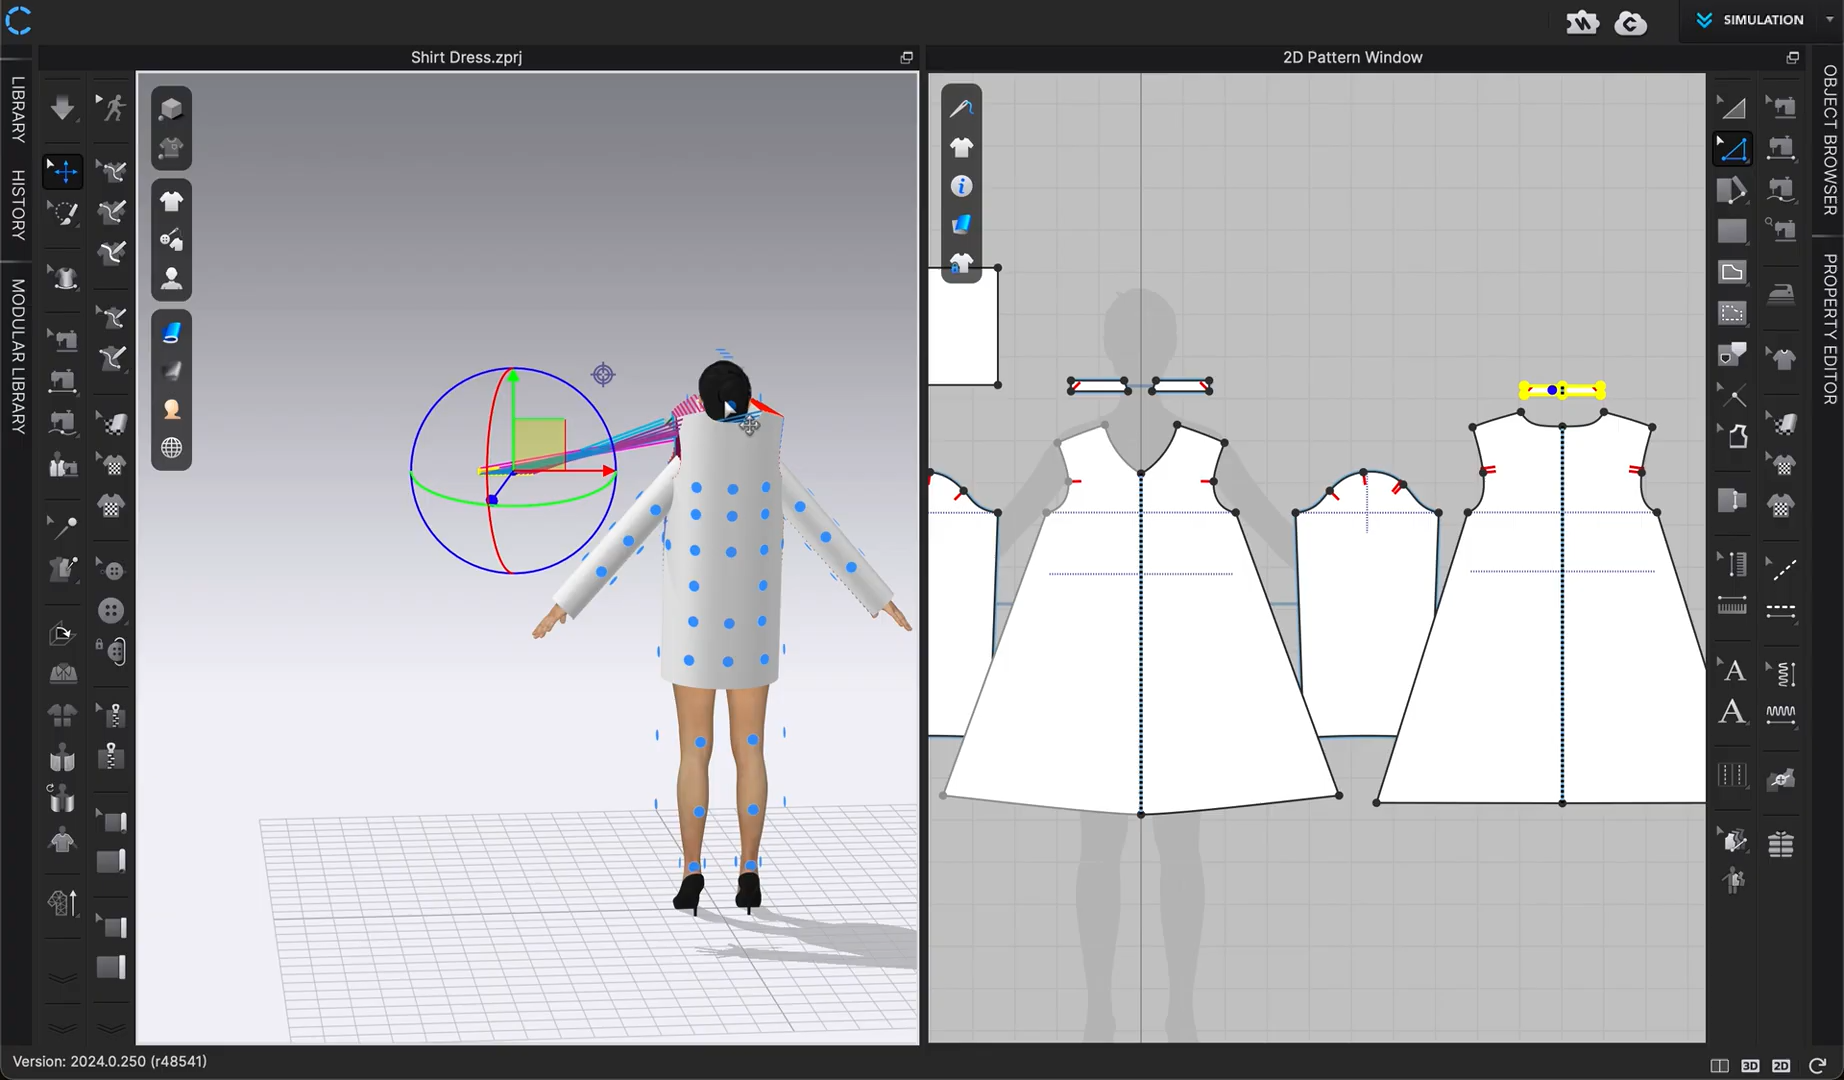 SIMULATION
Shirt Dress.zprj
2D Pattern Window
LIBRARY
HISTORY
MODULAR LIBRARY
OBJECT BROWSER
PROPERTY EDITOR
A
A
Version: 2024.0.250 (r48541)
3D
2D